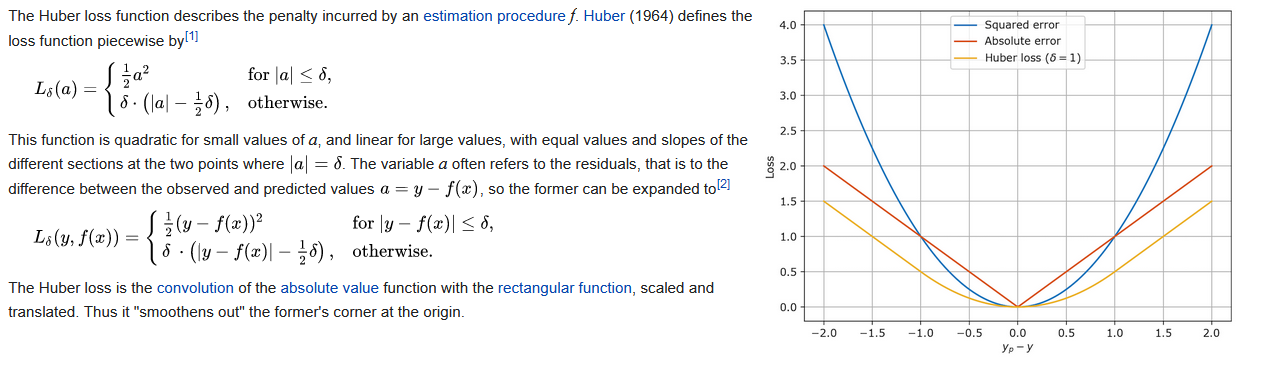 The Huber loss function describes the penalty incurred by an estimation procedure f. Huber (1964) defines the
loss function piecewise by[1]
L_δ(a) = { ½a² for |a| ≤ δ,
δ · (|a| − ½δ), otherwise.
This function is quadratic for small values of a, and linear for large values, with equal values and slopes of the
different sections at the two points where |a| = δ. The variable a often refers to the residuals, that is to the
difference between the observed and predicted values a = y − f(x), so the former can be expanded to[2]
L_δ(y, f(x)) = { ½(y − f(x))² for |y − f(x)| ≤ δ,
δ · (|y − f(x)| − ½δ), otherwise.
The Huber loss is the convolution of the absolute value function with the rectangular function, scaled and
translated. Thus it "smoothens out" the former's corner at the origin.
Squared error
Absolute error
Huber loss (δ = 1)
Loss
4.0
3.5
3.0
2.5
2.0
1.5
1.0
0.5
0.0
−2.0 −1.5 −1.0 −0.5 0.0 0.5 1.0 1.5 2.0
y_p − y